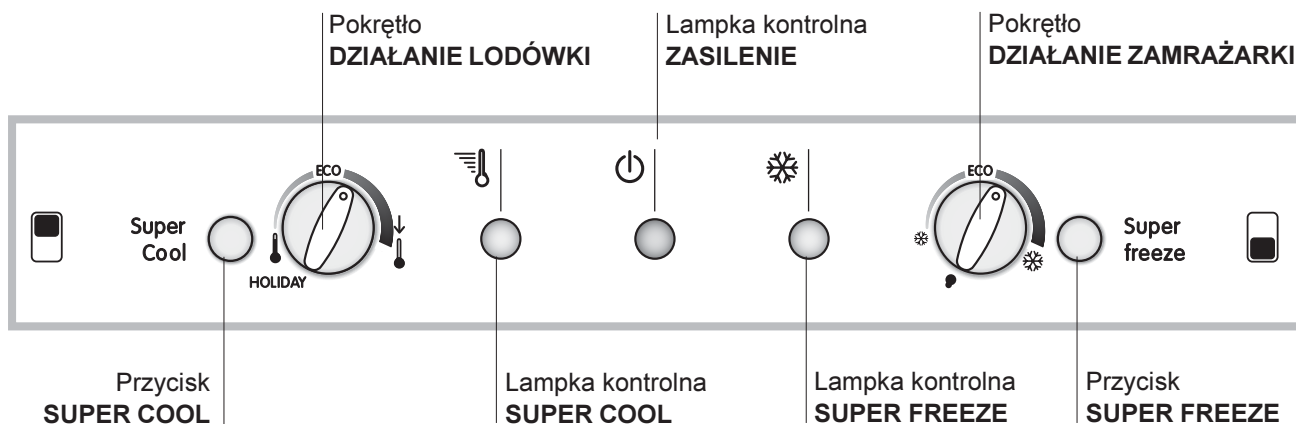 Pokrętło
DZIAŁANIE LODÓWKI
Lampka kontrolna
ZASILENIE
Pokrętło
DZIAŁANIE ZAMRAŻARKI
Super
Cool
ECO
HOLIDAY
ECO
Super
freeze
Przycisk
SUPER COOL
Lampka kontrolna
SUPER COOL
Lampka kontrolna
SUPER FREEZE
Przycisk
SUPER FREEZE